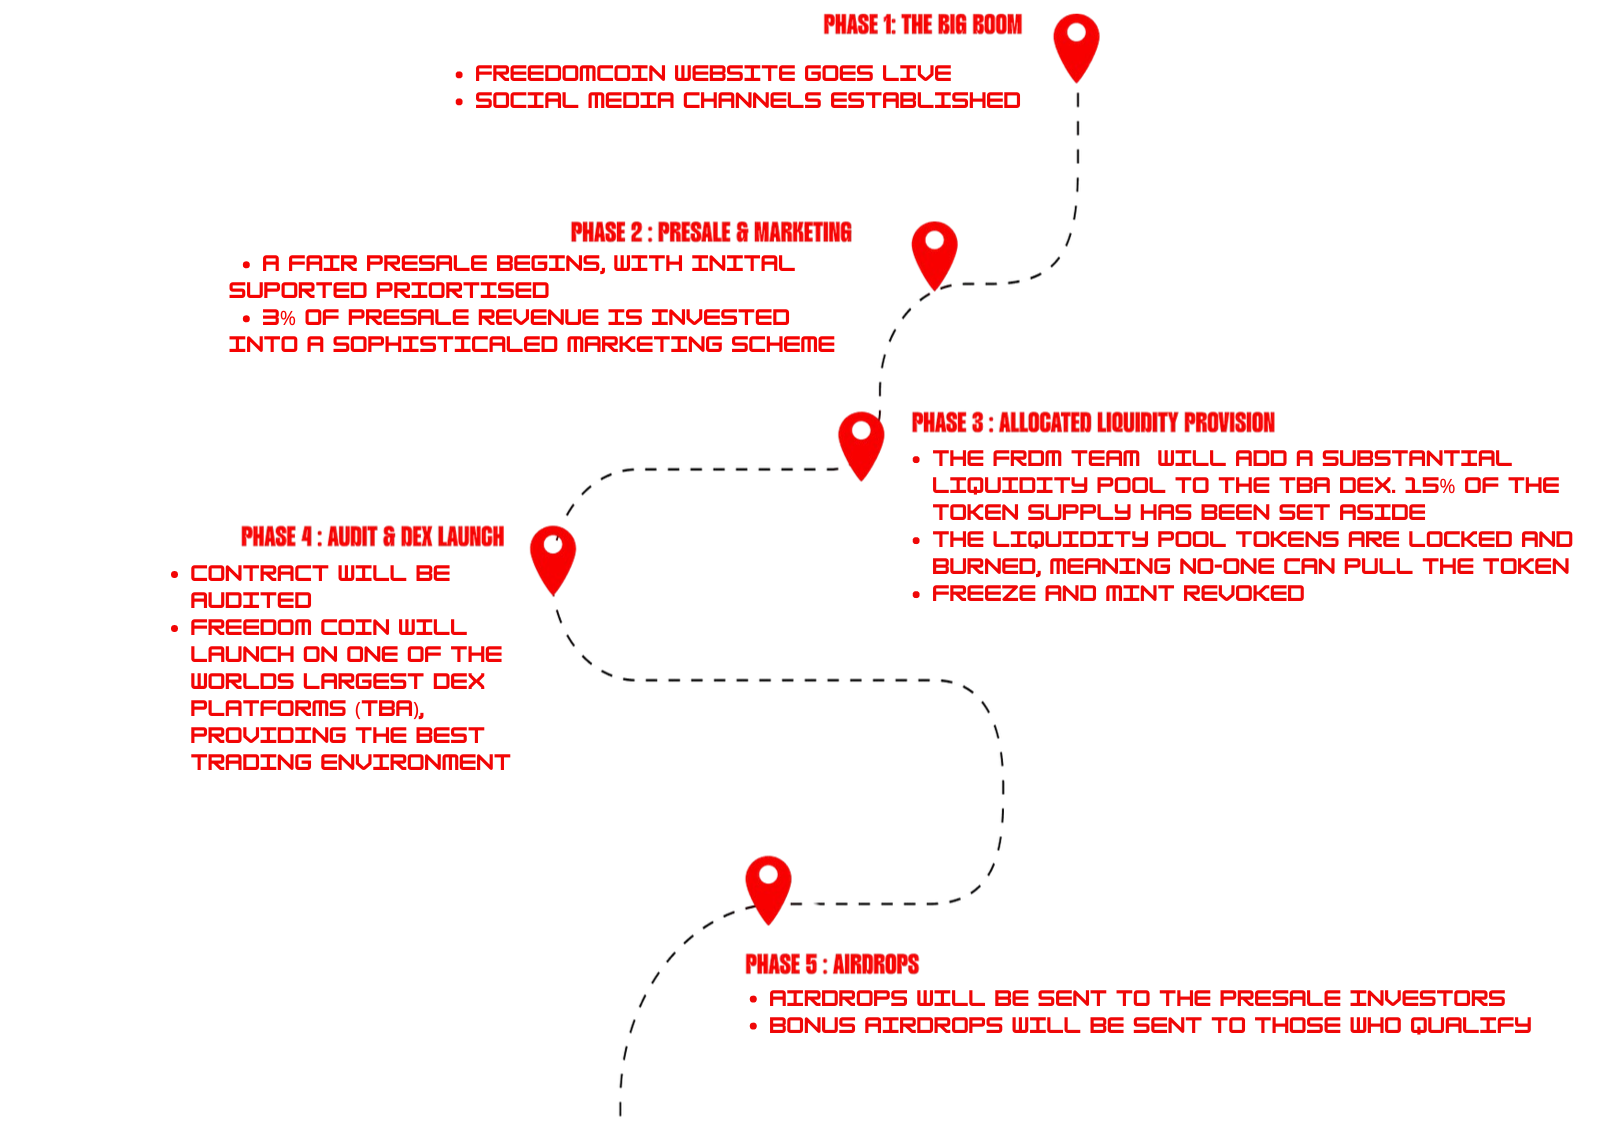 PHASE 1: THE BIG BOOM
• FREEDOMCOIN WEBSITE GOES LIVE
• SOCIAL MEDIA CHANNELS ESTABLISHED
PHASE 2 : PRESALE & MARKETING
• A FAIR PRESALE BEGINS, WITH INITAL
SUPORTED PRIORTISED
• 3% OF PRESALE REVENUE IS INVESTED
INTO A SOPHISTICALED MARKETING SCHEME
PHASE 3 : ALLOCATED LIQUIDITY PROVISION
• THE FRDM TEAM WILL ADD A SUBSTANTIAL
LIQUIDITY POOL TO THE TBA DEX. 15% OF THE
TOKEN SUPPLY HAS BEEN SET ASIDE
• THE LIQUIDITY POOL TOKENS ARE LOCKED AND
BURNED, MEANING NO-ONE CAN PULL THE TOKEN
• FREEZE AND MINT REVOKED
PHASE 4 : AUDIT & DEX LAUNCH
• CONTRACT WILL BE
AUDITED
• FREEDOM COIN WILL
LAUNCH ON ONE OF THE
WORLDS LARGEST DEX
PLATFORMS (TBA),
PROVIDING THE BEST
TRADING ENVIRONMENT
PHASE 5 : AIRDROPS
• AIRDROPS WILL BE SENT TO THE PRESALE INVESTORS
• BONUS AIRDROPS WILL BE SENT TO THOSE WHO QUALIFY